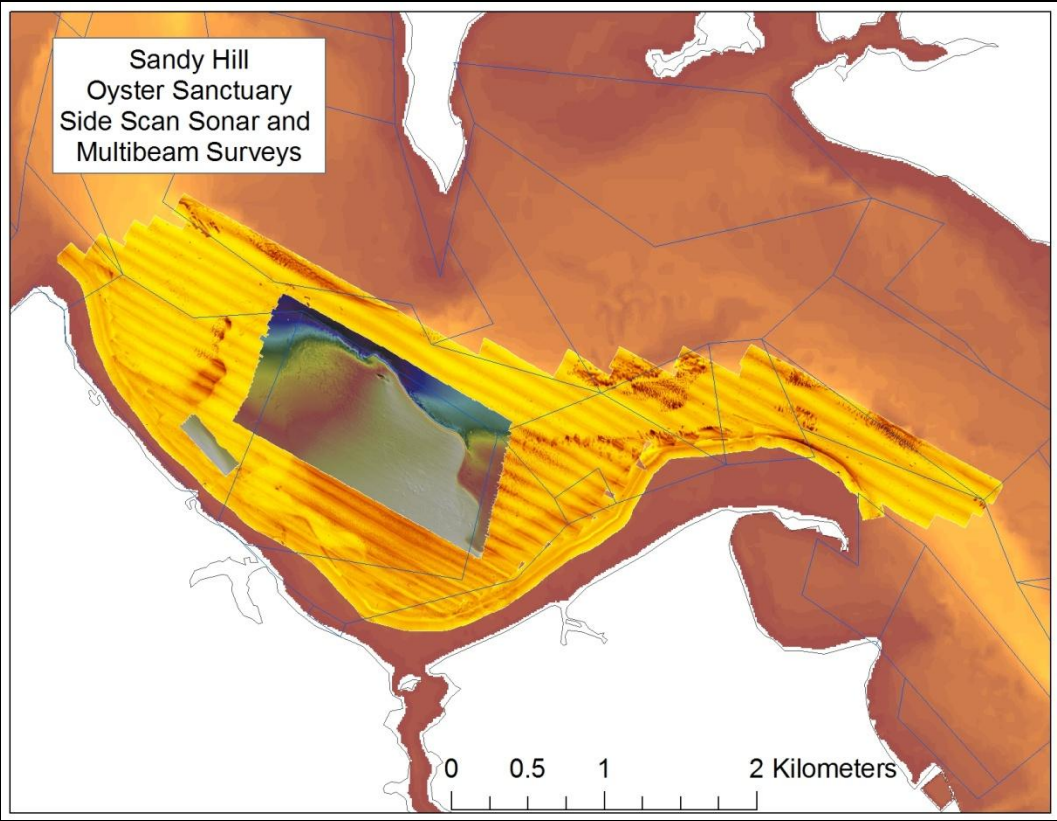 Sandy Hill
Oyster Sanctuary
Side Scan Sonar and
Multibeam Surveys
0 0.5 1 2 Kilometers